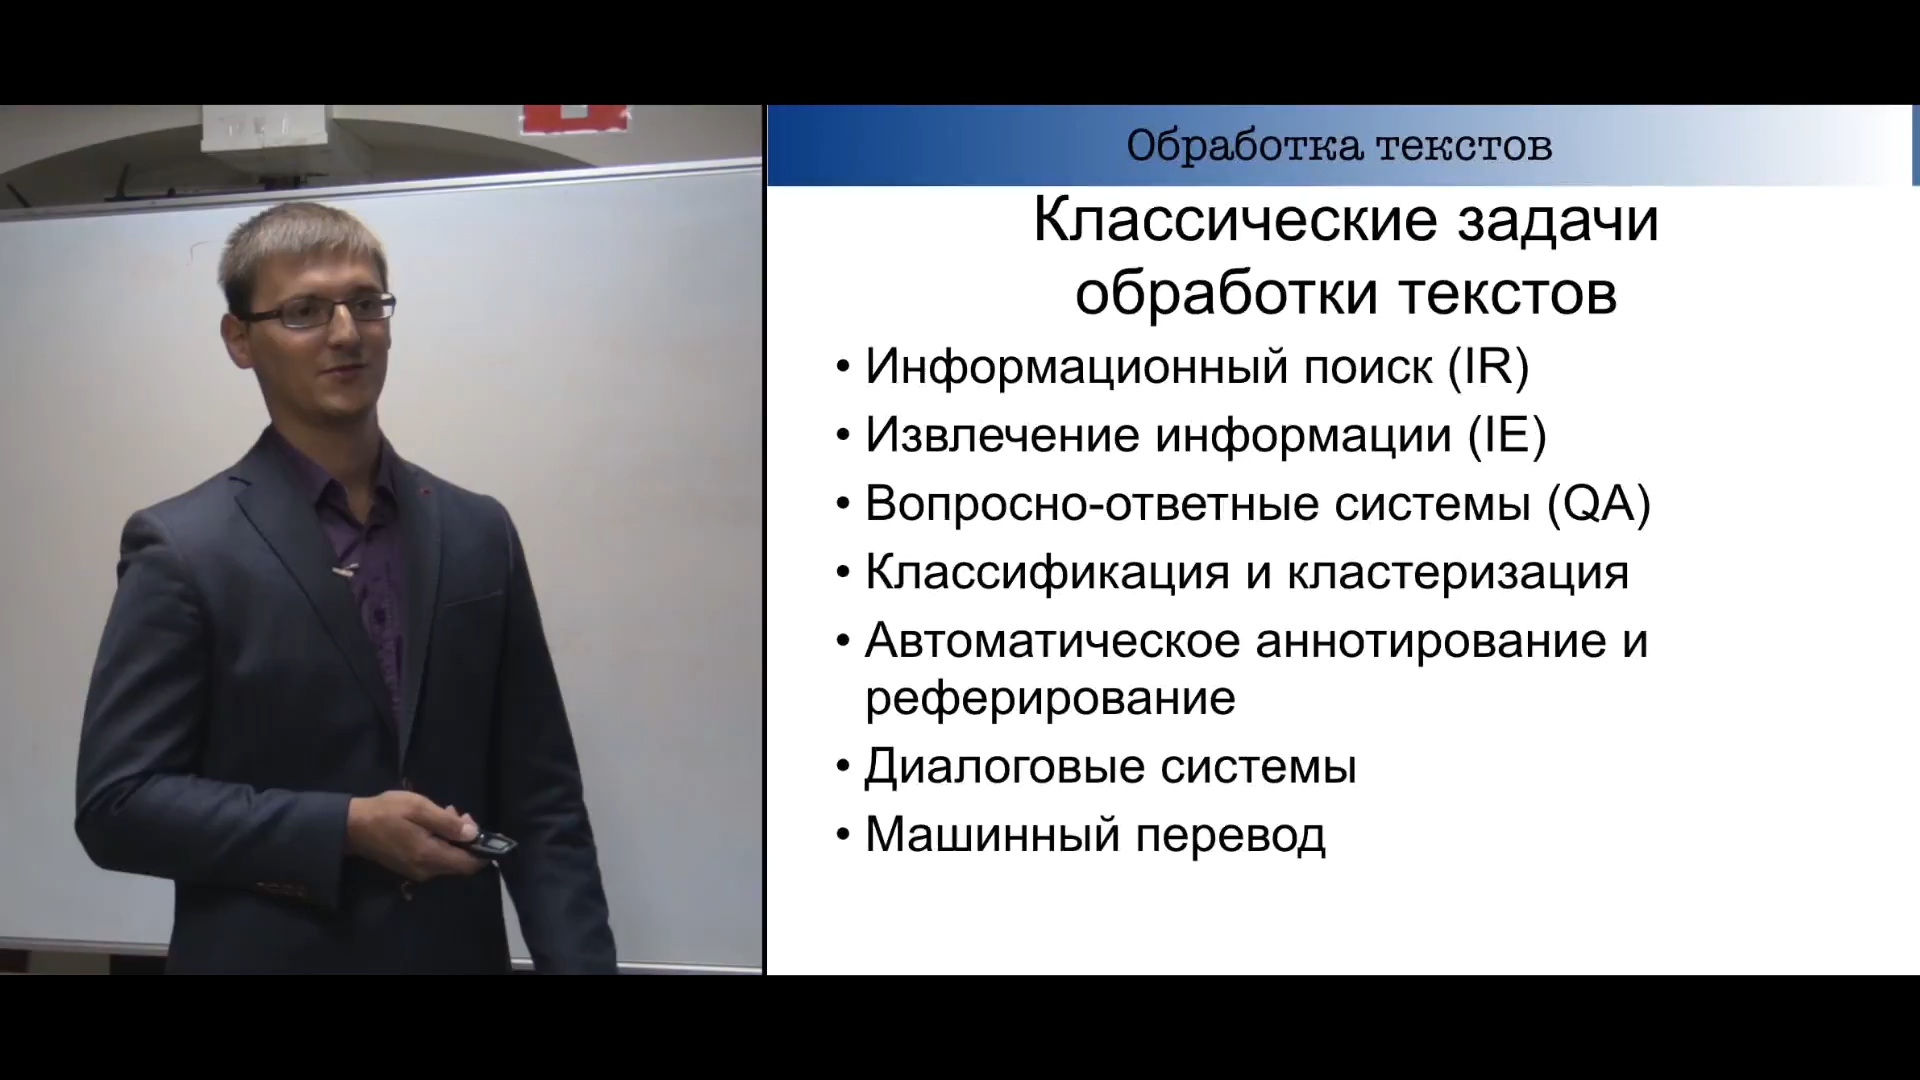 Обработка текстов
Классические задачи
обработки текстов
• Информационный поиск (IR)
• Извлечение информации (IE)
• Вопросно-ответные системы (QA)
• Классификация и кластеризация
• Автоматическое аннотирование и
реферирование
• Диалоговые системы
• Машинный перевод